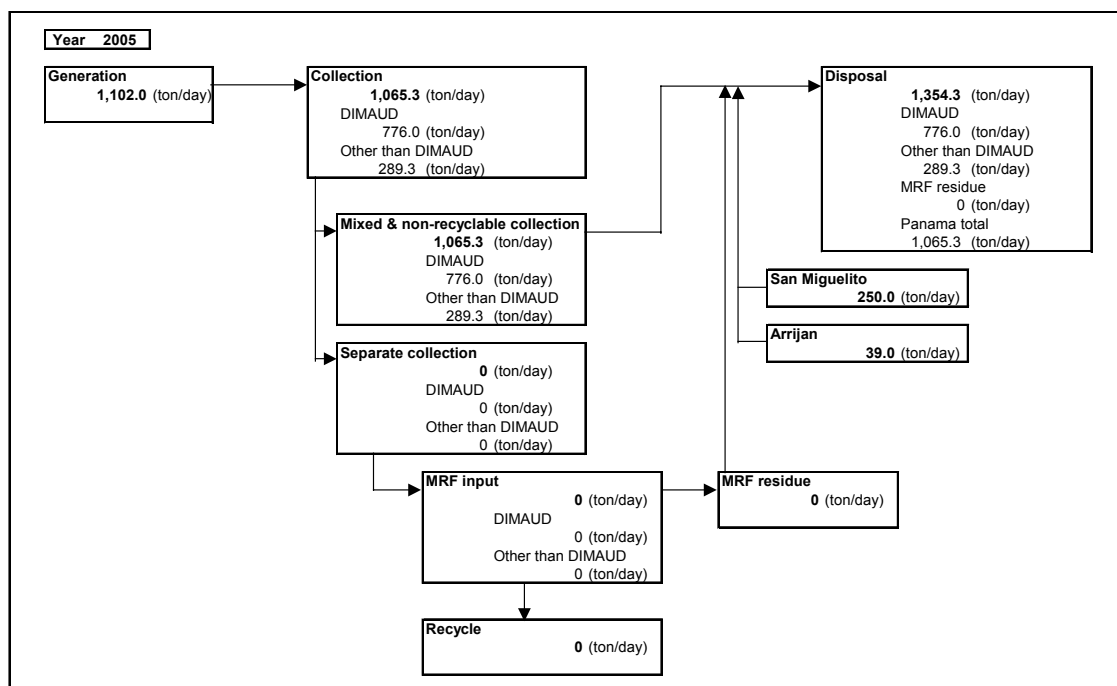 Year 2005
Generation
1,102.0 (ton/day)
Collection
1,065.3 (ton/day)
DIMAUD
776.0 (ton/day)
Other than DIMAUD
289.3 (ton/day)
Disposal
1,354.3 (ton/day)
DIMAUD
776.0 (ton/day)
Other than DIMAUD
289.3 (ton/day)
MRF residue
0 (ton/day)
Panama total
1,065.3 (ton/day)
Mixed & non-recyclable collection
1,065.3 (ton/day)
DIMAUD
776.0 (ton/day)
Other than DIMAUD
289.3 (ton/day)
San Miguelito
250.0 (ton/day)
Arrijan
39.0 (ton/day)
Separate collection
0 (ton/day)
DIMAUD
0 (ton/day)
Other than DIMAUD
0 (ton/day)
MRF input
0 (ton/day)
DIMAUD
0 (ton/day)
Other than DIMAUD
0 (ton/day)
MRF residue
0 (ton/day)
Recycle
0 (ton/day)